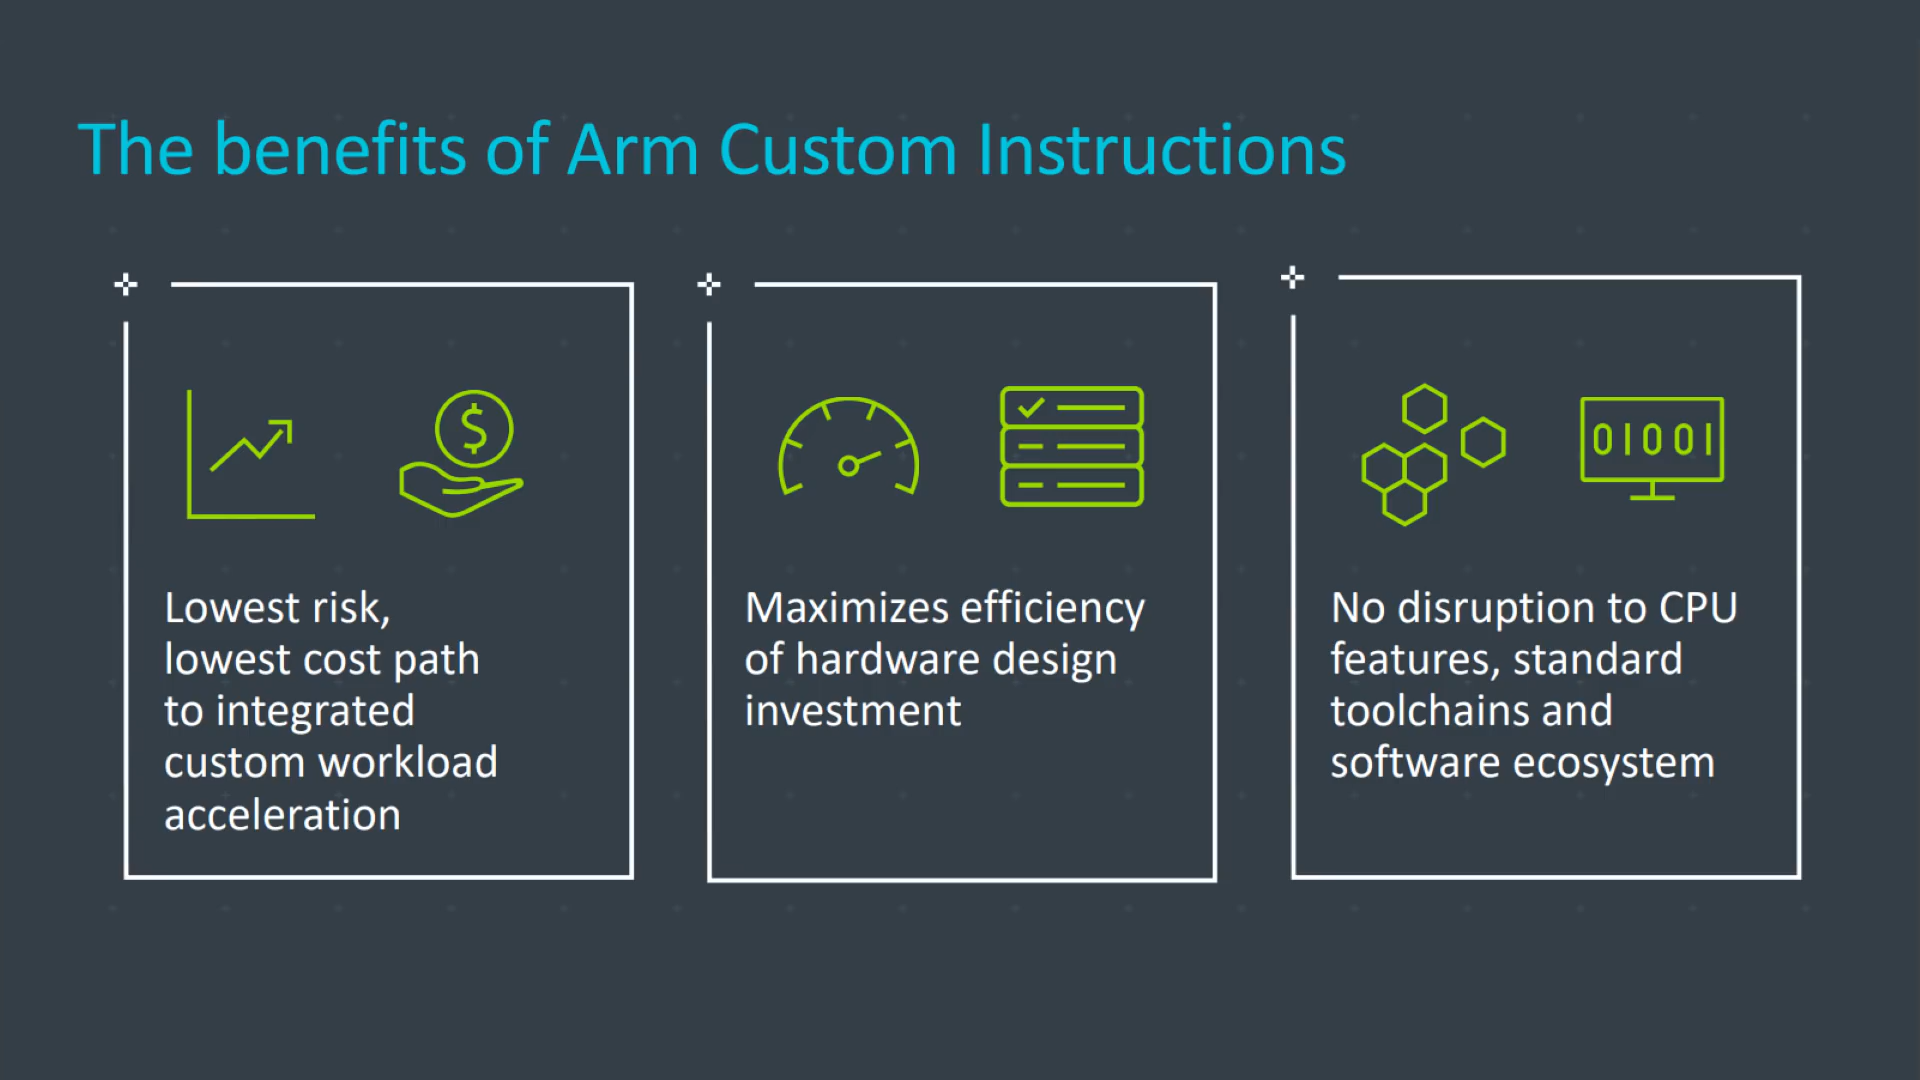 The benefits of Arm Custom Instructions
$
01001
Lowest risk,
lowest cost path
to integrated
custom workload
acceleration
Maximizes efficiency
of hardware design
investment
No disruption to CPU
features, standard
toolchains and
software ecosystem